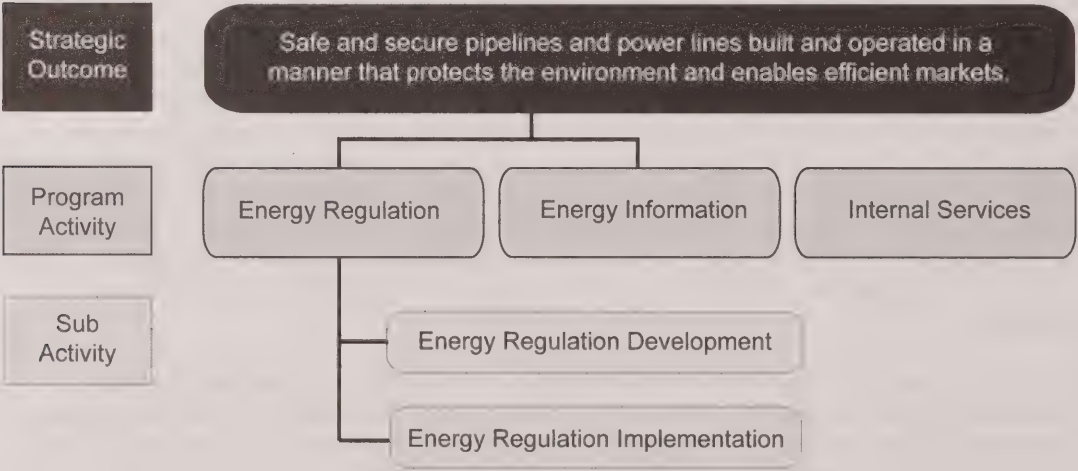 Strategic
Outcome
Safe and secure pipelines and power lines built and operated in a
manner that protects the environment and enables efficient markets.
Program
Activity
Energy Regulation
Energy Information
Internal Services
Sub
Activity
Energy Regulation Development
Energy Regulation Implementation